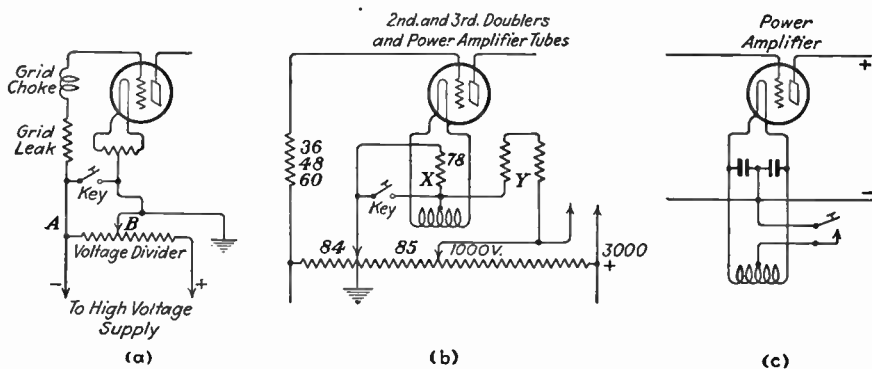 Grid
Choke
Grid
Leak
Key
A
B
Voltage Divider
-
+
To High Voltage
Supply
(a)
2nd. and 3rd. Doublers
and Power Amplifier Tubes
36
48
60
78
X
Y
Key
84
85
1000V.
3000
+
(b)
Power
Amplifier
+
-
(c)